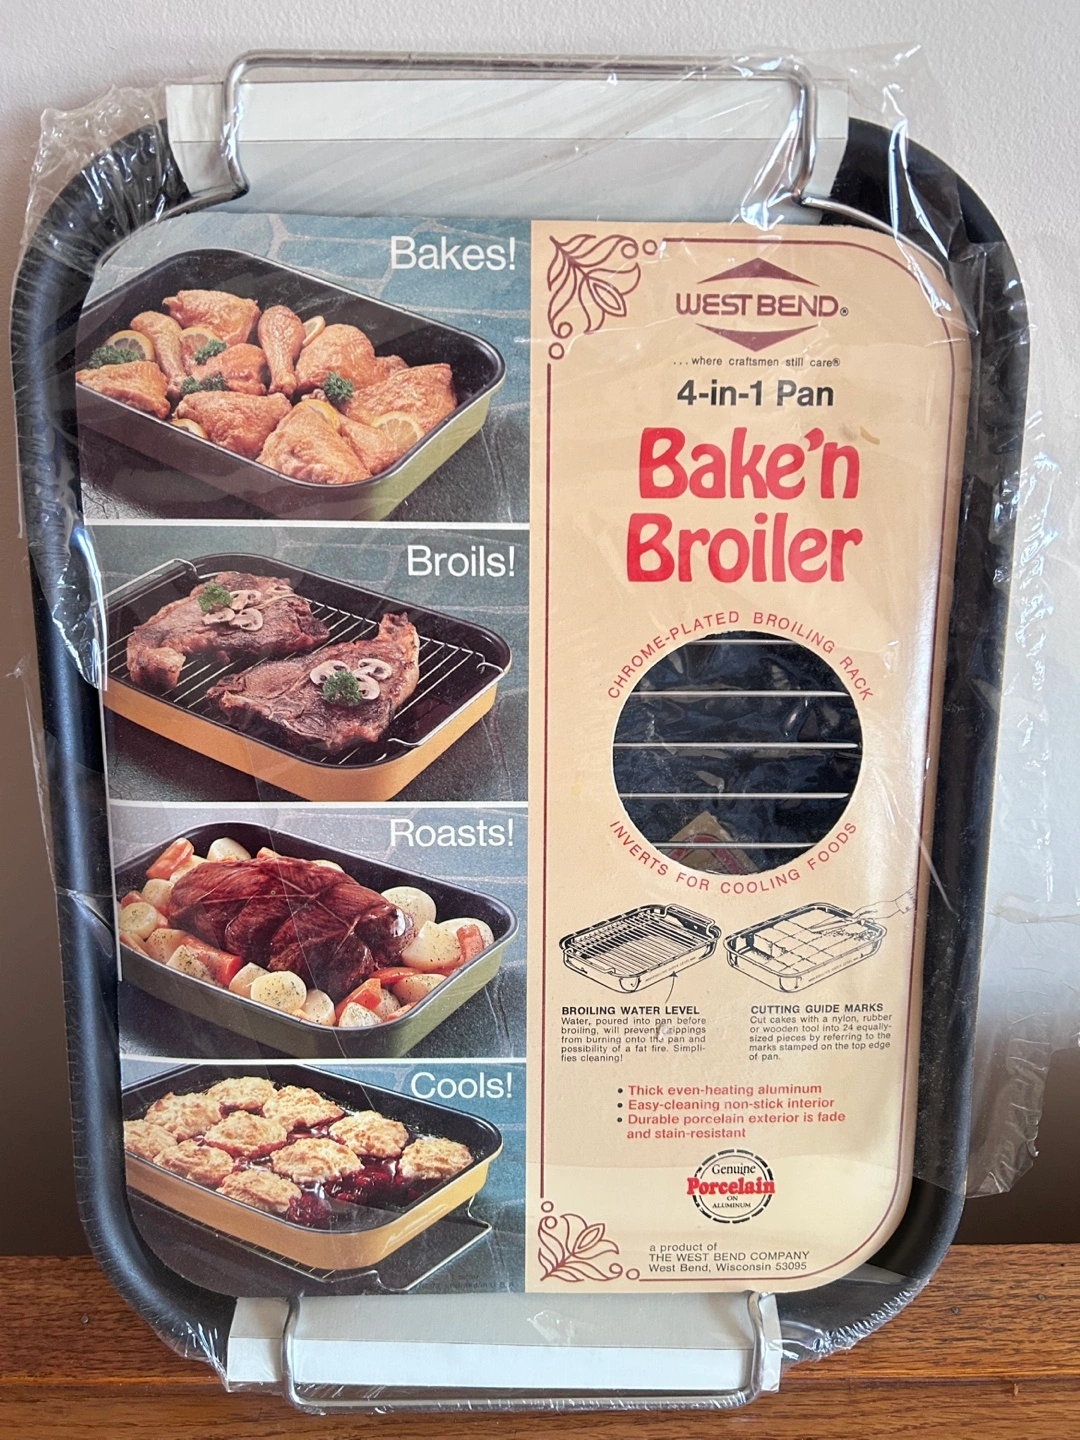 Bakes!
Broils!
Roasts!
Cools!
WEST BEND®
...where craftsmen still care®
4-in-1 Pan
Bake'n
Broiler
CHROME-PLATED BROILING RACK
INVERTS FOR COOLING FOODS
BROILING WATER LEVEL
Water, poured into pan before
broiling, will prevent drippings
from burning onto the pan and
possibility of a fat fire. Simpli-
fies cleaning!
CUTTING GUIDE MARKS
Cut cakes with a nylon, rubber
or wooden tool into 24 equally-
sized pieces by referring to the
marks stamped on the top edge
of pan.
• Thick even-heating aluminum
• Easy-cleaning non-stick interior
• Durable porcelain exterior is fade
and stain-resistant
Genuine
Porcelain
ON
ALUMINUM
a product of
THE WEST BEND COMPANY
West Bend, Wisconsin 53095